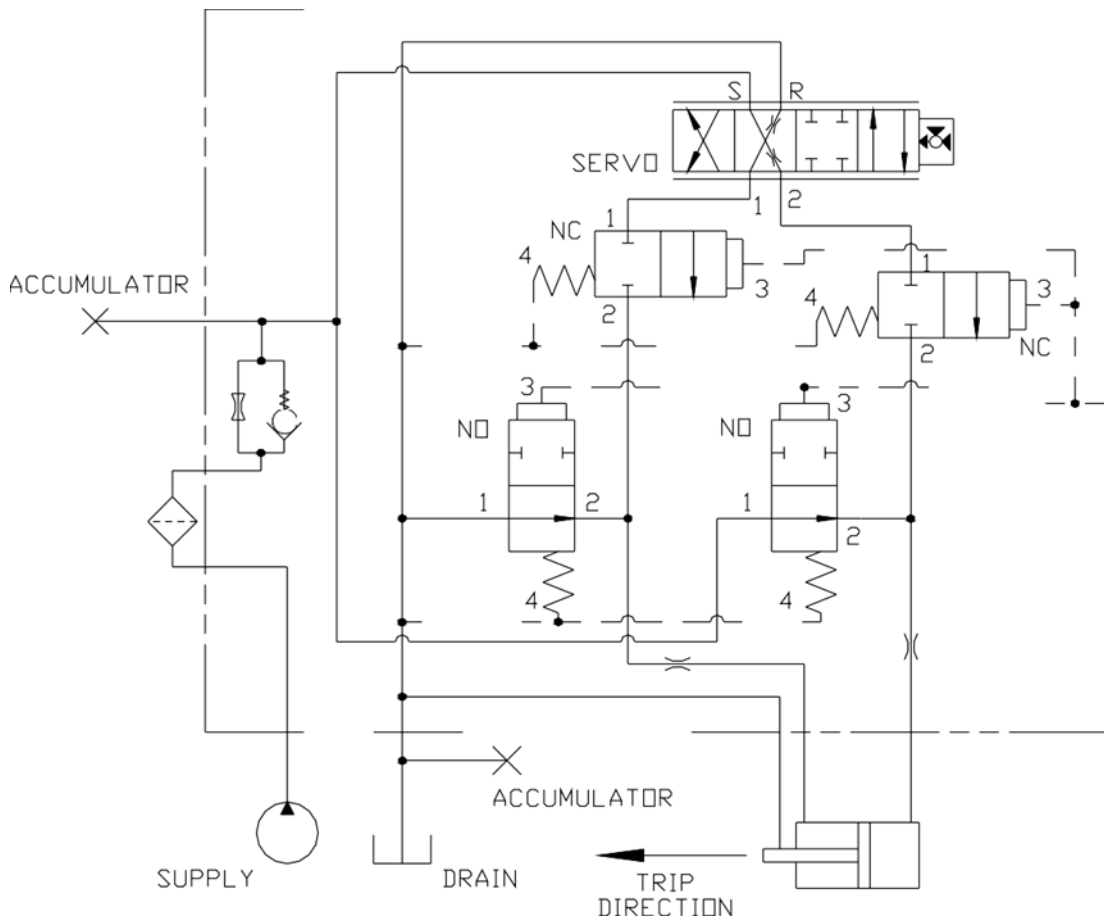 S R
SERVO
1 2
NC 1
4
3
2
ACCUMULATOR
1
4 3
2 NC
3
NO
1 2
4
3
NO
1
2
4
ACCUMULATOR
SUPPLY
DRAIN
TRIP
DIRECTION